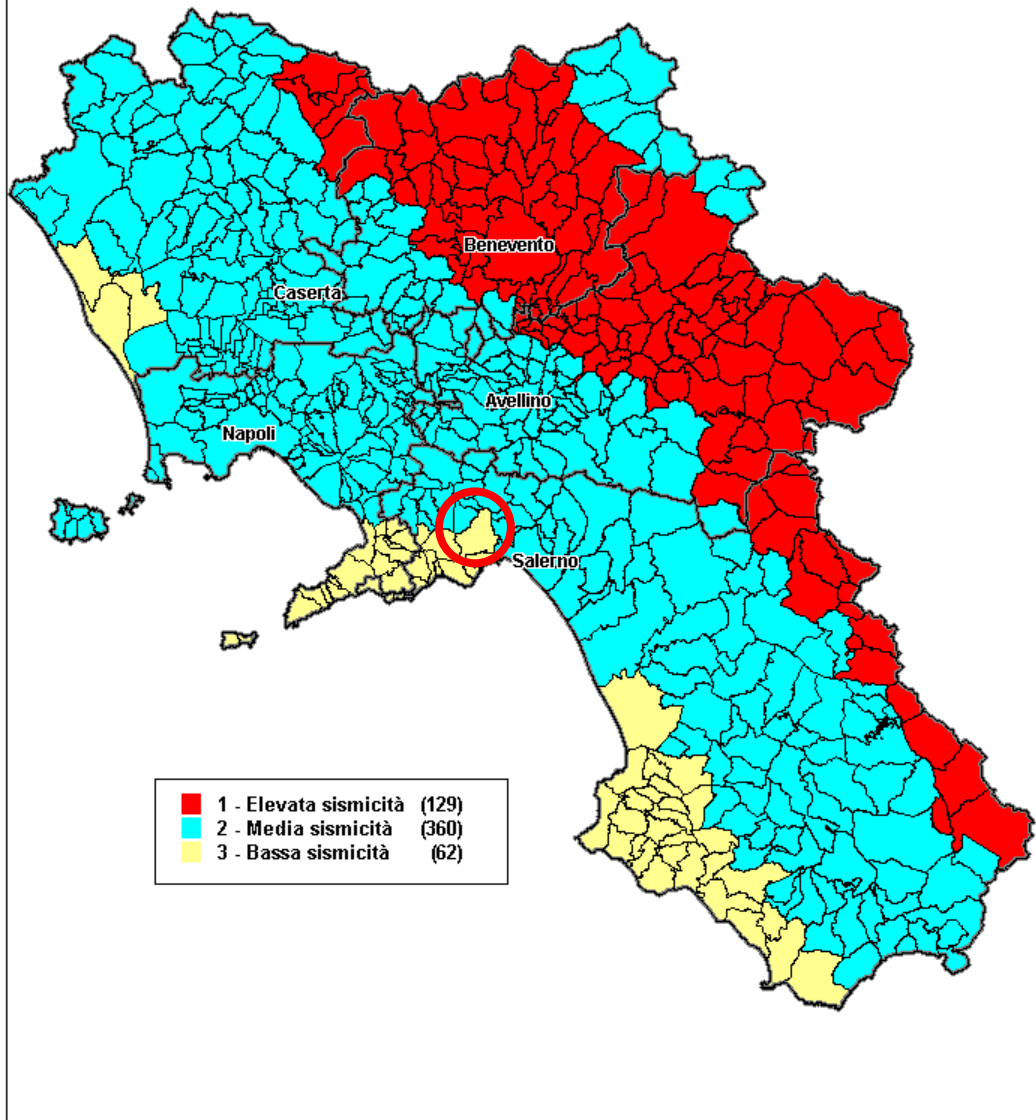 Benevento
Caserta
Avellino
Napoli
Salerno
1 - Elevata sismicità (129)
2 - Media sismicità (360)
3 - Bassa sismicità (62)